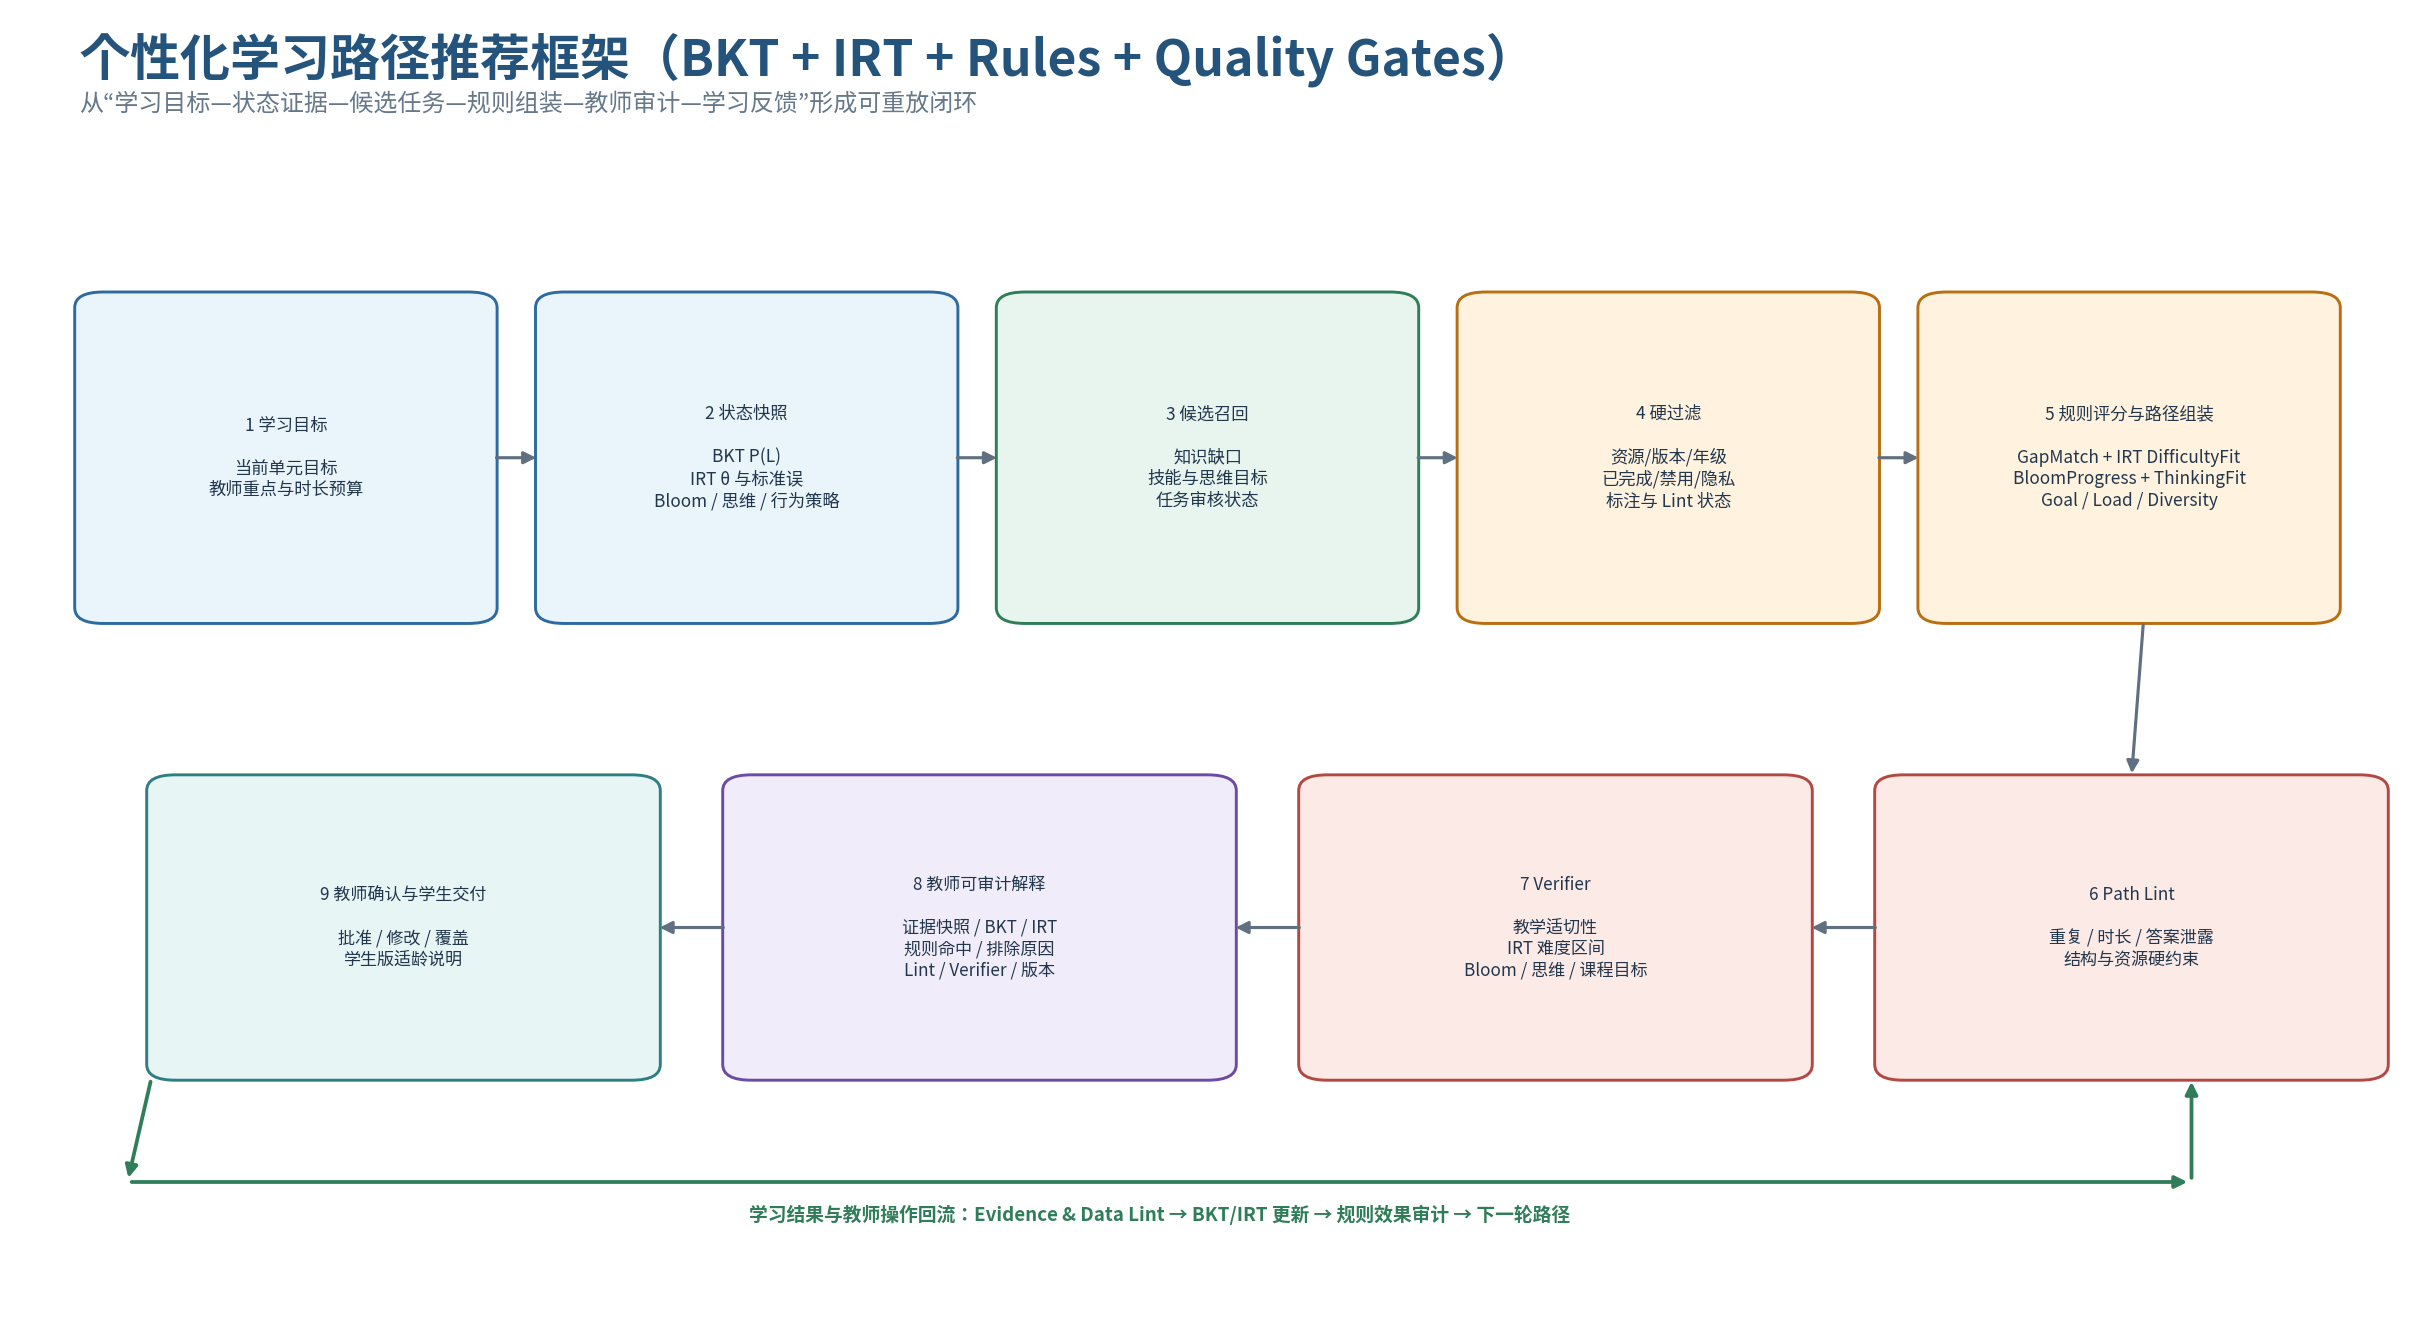 个性化学习路径推荐框架（BKT + IRT + Rules + Quality Gates）
从“学习目标—状态证据—候选任务—规则组装—教师审计—学习反馈”形成可重放闭环
1 学习目标
当前单元目标
教师重点与时长预算
2 状态快照
BKT P(L)
IRT θ 与标准误
Bloom / 思维 / 行为策略
3 候选召回
知识缺口
技能与思维目标
任务审核状态
4 硬过滤
资源/版本/年级
已完成/禁用/隐私
标注与 Lint 状态
5 规则评分与路径组装
GapMatch + IRT DifficultyFit
BloomProgress + ThinkingFit
Goal / Load / Diversity
9 教师确认与学生交付
批准 / 修改 / 覆盖
学生版适龄说明
8 教师可审计解释
证据快照 / BKT / IRT
规则命中 / 排除原因
Lint / Verifier / 版本
7 Verifier
教学适切性
IRT 难度区间
Bloom / 思维 / 课程目标
6 Path Lint
重复 / 时长 / 答案泄露
结构与资源硬约束
学习结果与教师操作回流：Evidence & Data Lint → BKT/IRT 更新 → 规则效果审计 → 下一轮路径